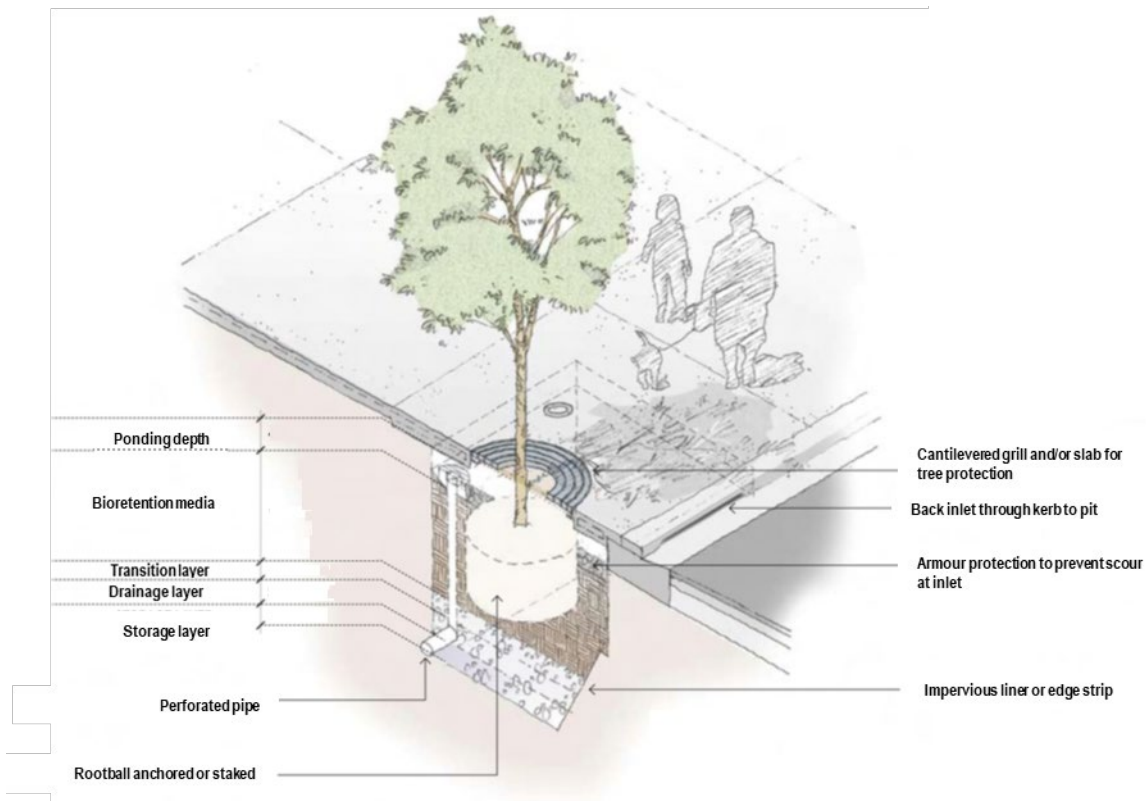 Ponding depth
Bioretention media
Transition layer
Drainage layer
Storage layer
Perforated pipe
Rootball anchored or staked
Cantilevered grill and/or slab for
tree protection
Back inlet through kerb to pit
Armour protection to prevent scour
at inlet
Impervious liner or edge strip